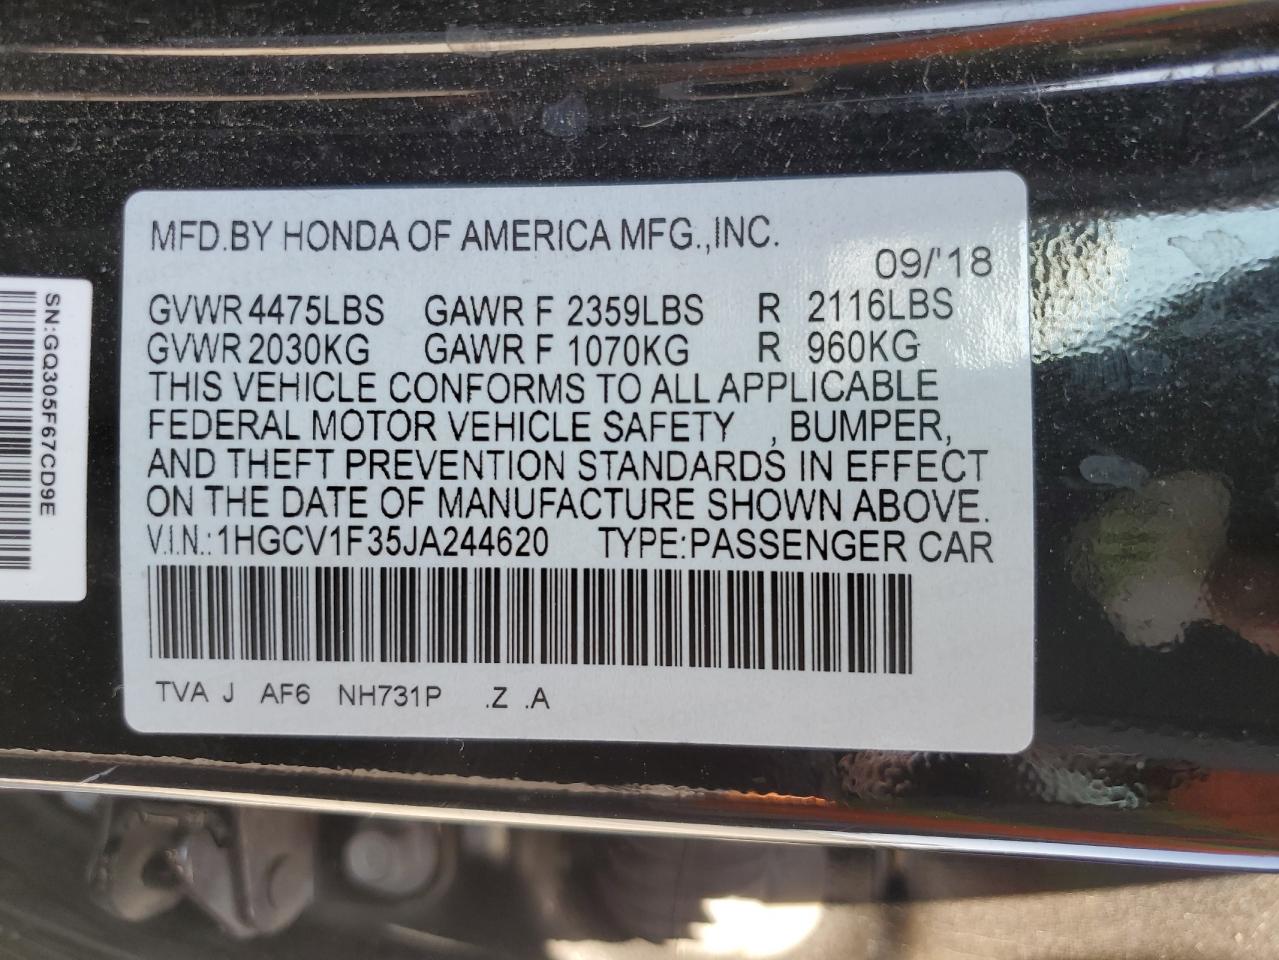 MFD.BY HONDA OF AMERICA MFG.,INC.
09/'18
GVWR 4475LBS GAWR F 2359LBS R 2116LBS
GVWR 2030KG GAWR F 1070KG R 960KG
THIS VEHICLE CONFORMS TO ALL APPLICABLE
FEDERAL MOTOR VEHICLE SAFETY , BUMPER,
AND THEFT PREVENTION STANDARDS IN EFFECT
ON THE DATE OF MANUFACTURE SHOWN ABOVE.
V.I.N.: 1HGCV1F35JA244620 TYPE:PASSENGER CAR
TVA J AF6 NH731P .Z .A
SN:GQ305F67CD9E